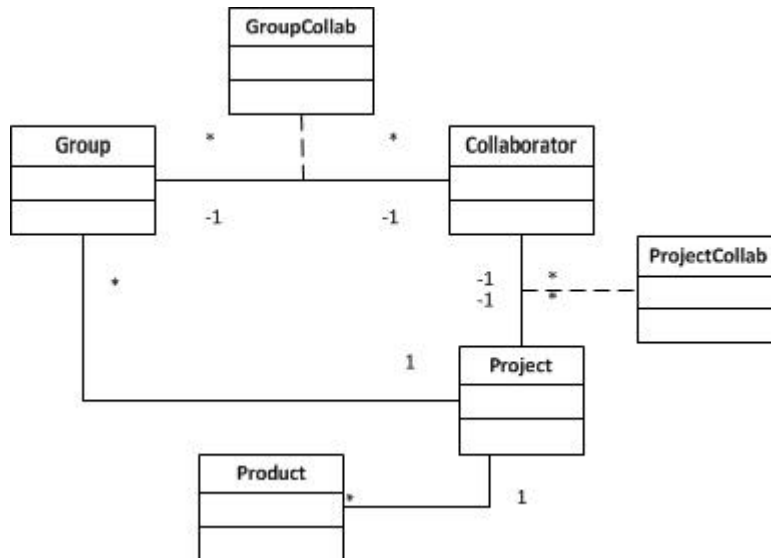 GroupCollab
Group
*
*
Collaborator
-1
-1
ProjectCollab
*
-1
*
-1
*
1
Project
Product
*
1